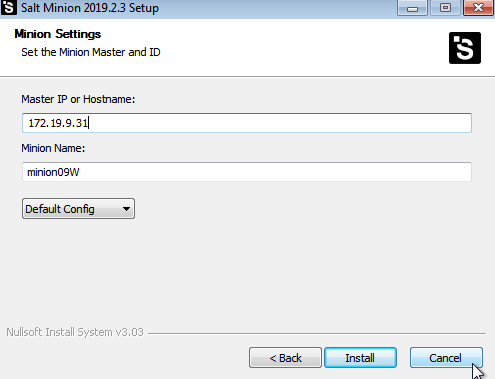 Salt Minion 2019.2.3 Setup
Minion Settings
Set the Minion Master and ID
Master IP or Hostname:
172.19.9.31
Minion Name:
minion09W
Default Config
Nullsoft Install System v3.03
< Back
Install
Cancel